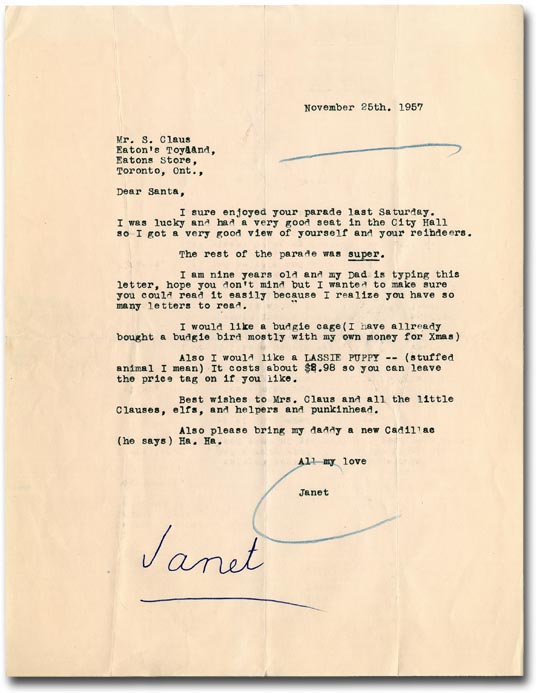 November 25th. 1957
Mr. S. Claus
Eaton's Toyland,
Eatons Store,
Toronto, Ont.,
Dear Santa,
I sure enjoyed your parade last Saturday.
I was lucky and had a very good seat in the City Hall
so I got a very good view of yourself and your reihdeers.
The rest of the parade was super.
I am nine years old and my Dad is typing this
letter, hope you don't mind but I wanted to make sure
you could read it easily because I realize you have so
many letters to read.
I would like a budgie cage(I have allready
bought a budgie bird mostly with my own money for Xmas)
Also I would like a LASSIE PUPPY -- (stuffed
animal I mean) It costs about $2.98 so you can leave
the price tag on if you like.
Best wishes to Mrs. Claus and all the little
Clauses, elfs, and helpers and punkinhead.
Also please bring my daddy a new Cadillac
(he says) Ha. Ha.
All my love
Janet
Janet